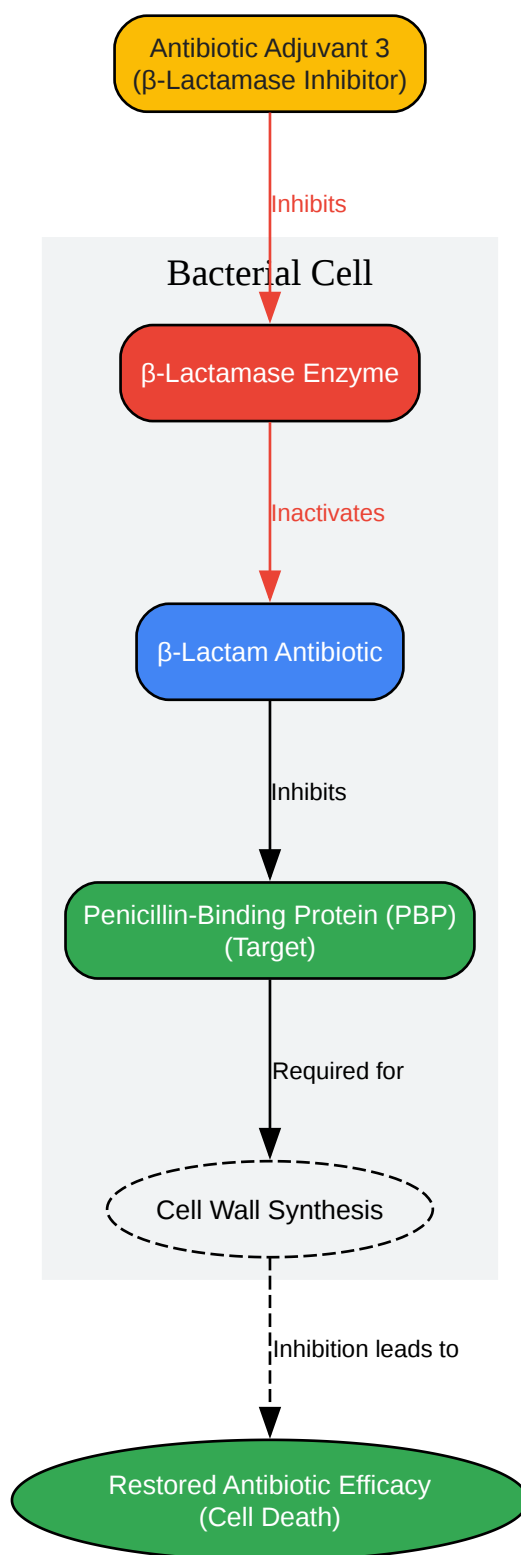 Antibiotic Adjuvant 3
(β-Lactamase Inhibitor)
Inhibits
Bacterial Cell
β-Lactamase Enzyme
Inactivates
β-Lactam Antibiotic
Inhibits
Penicillin-Binding Protein (PBP)
(Target)
Required for
Cell Wall Synthesis
Inhibition leads to
Restored Antibiotic Efficacy
(Cell Death)